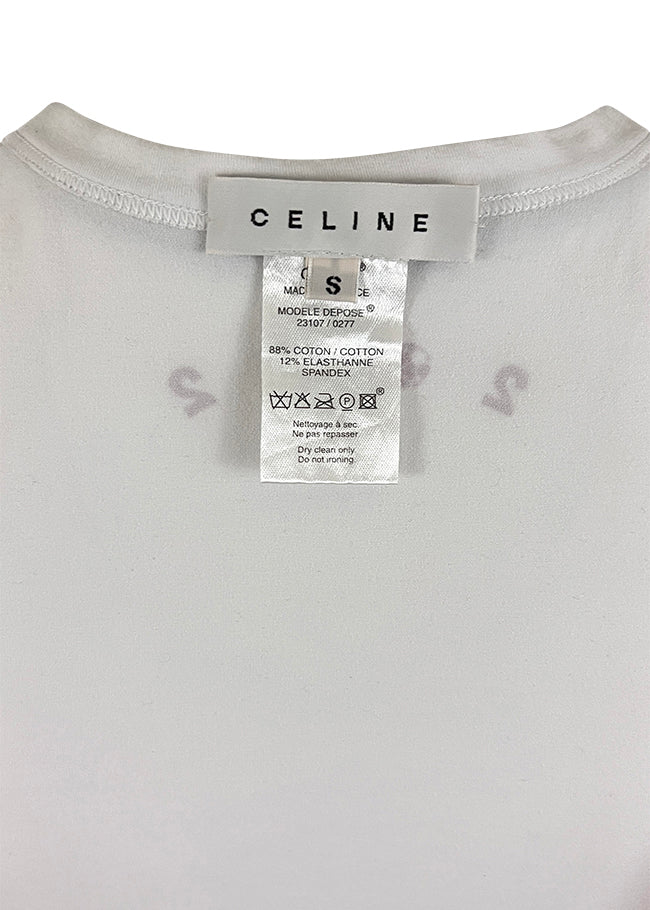 CELINE
S
MODELE DEPOSE®
23107 / 0277
88% COTON / COTTON
12% ELASTHANNE
SPANDEX
Nettoyage à sec.
Ne pas repasser.
Dry clean only.
Do not ironing.